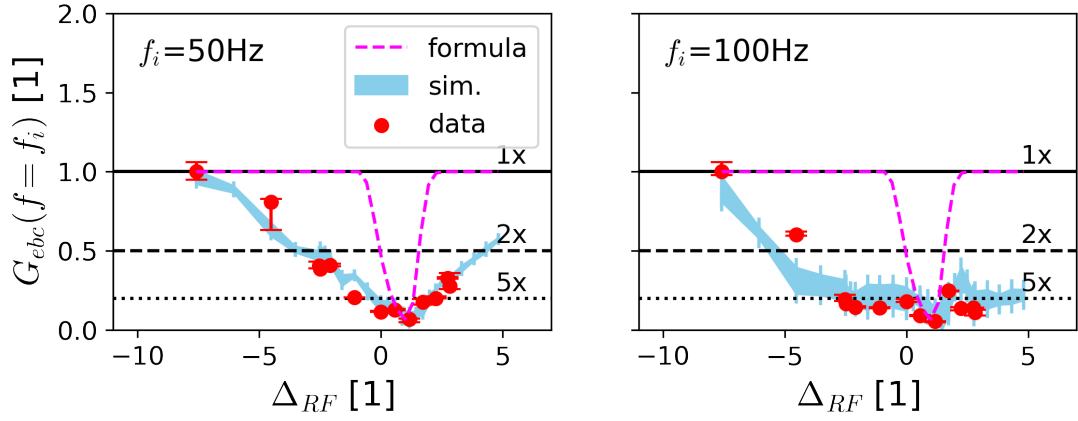 f_i=50Hz
formula
sim.
data
1x
2x
5x
2.0
1.5
1.0
0.5
0.0
G_ebc(f = f_i) [1]
−10 −5 0 5
Δ_RF [1]
f_i=100Hz
1x
2x
5x
−10 −5 0 5
Δ_RF [1]